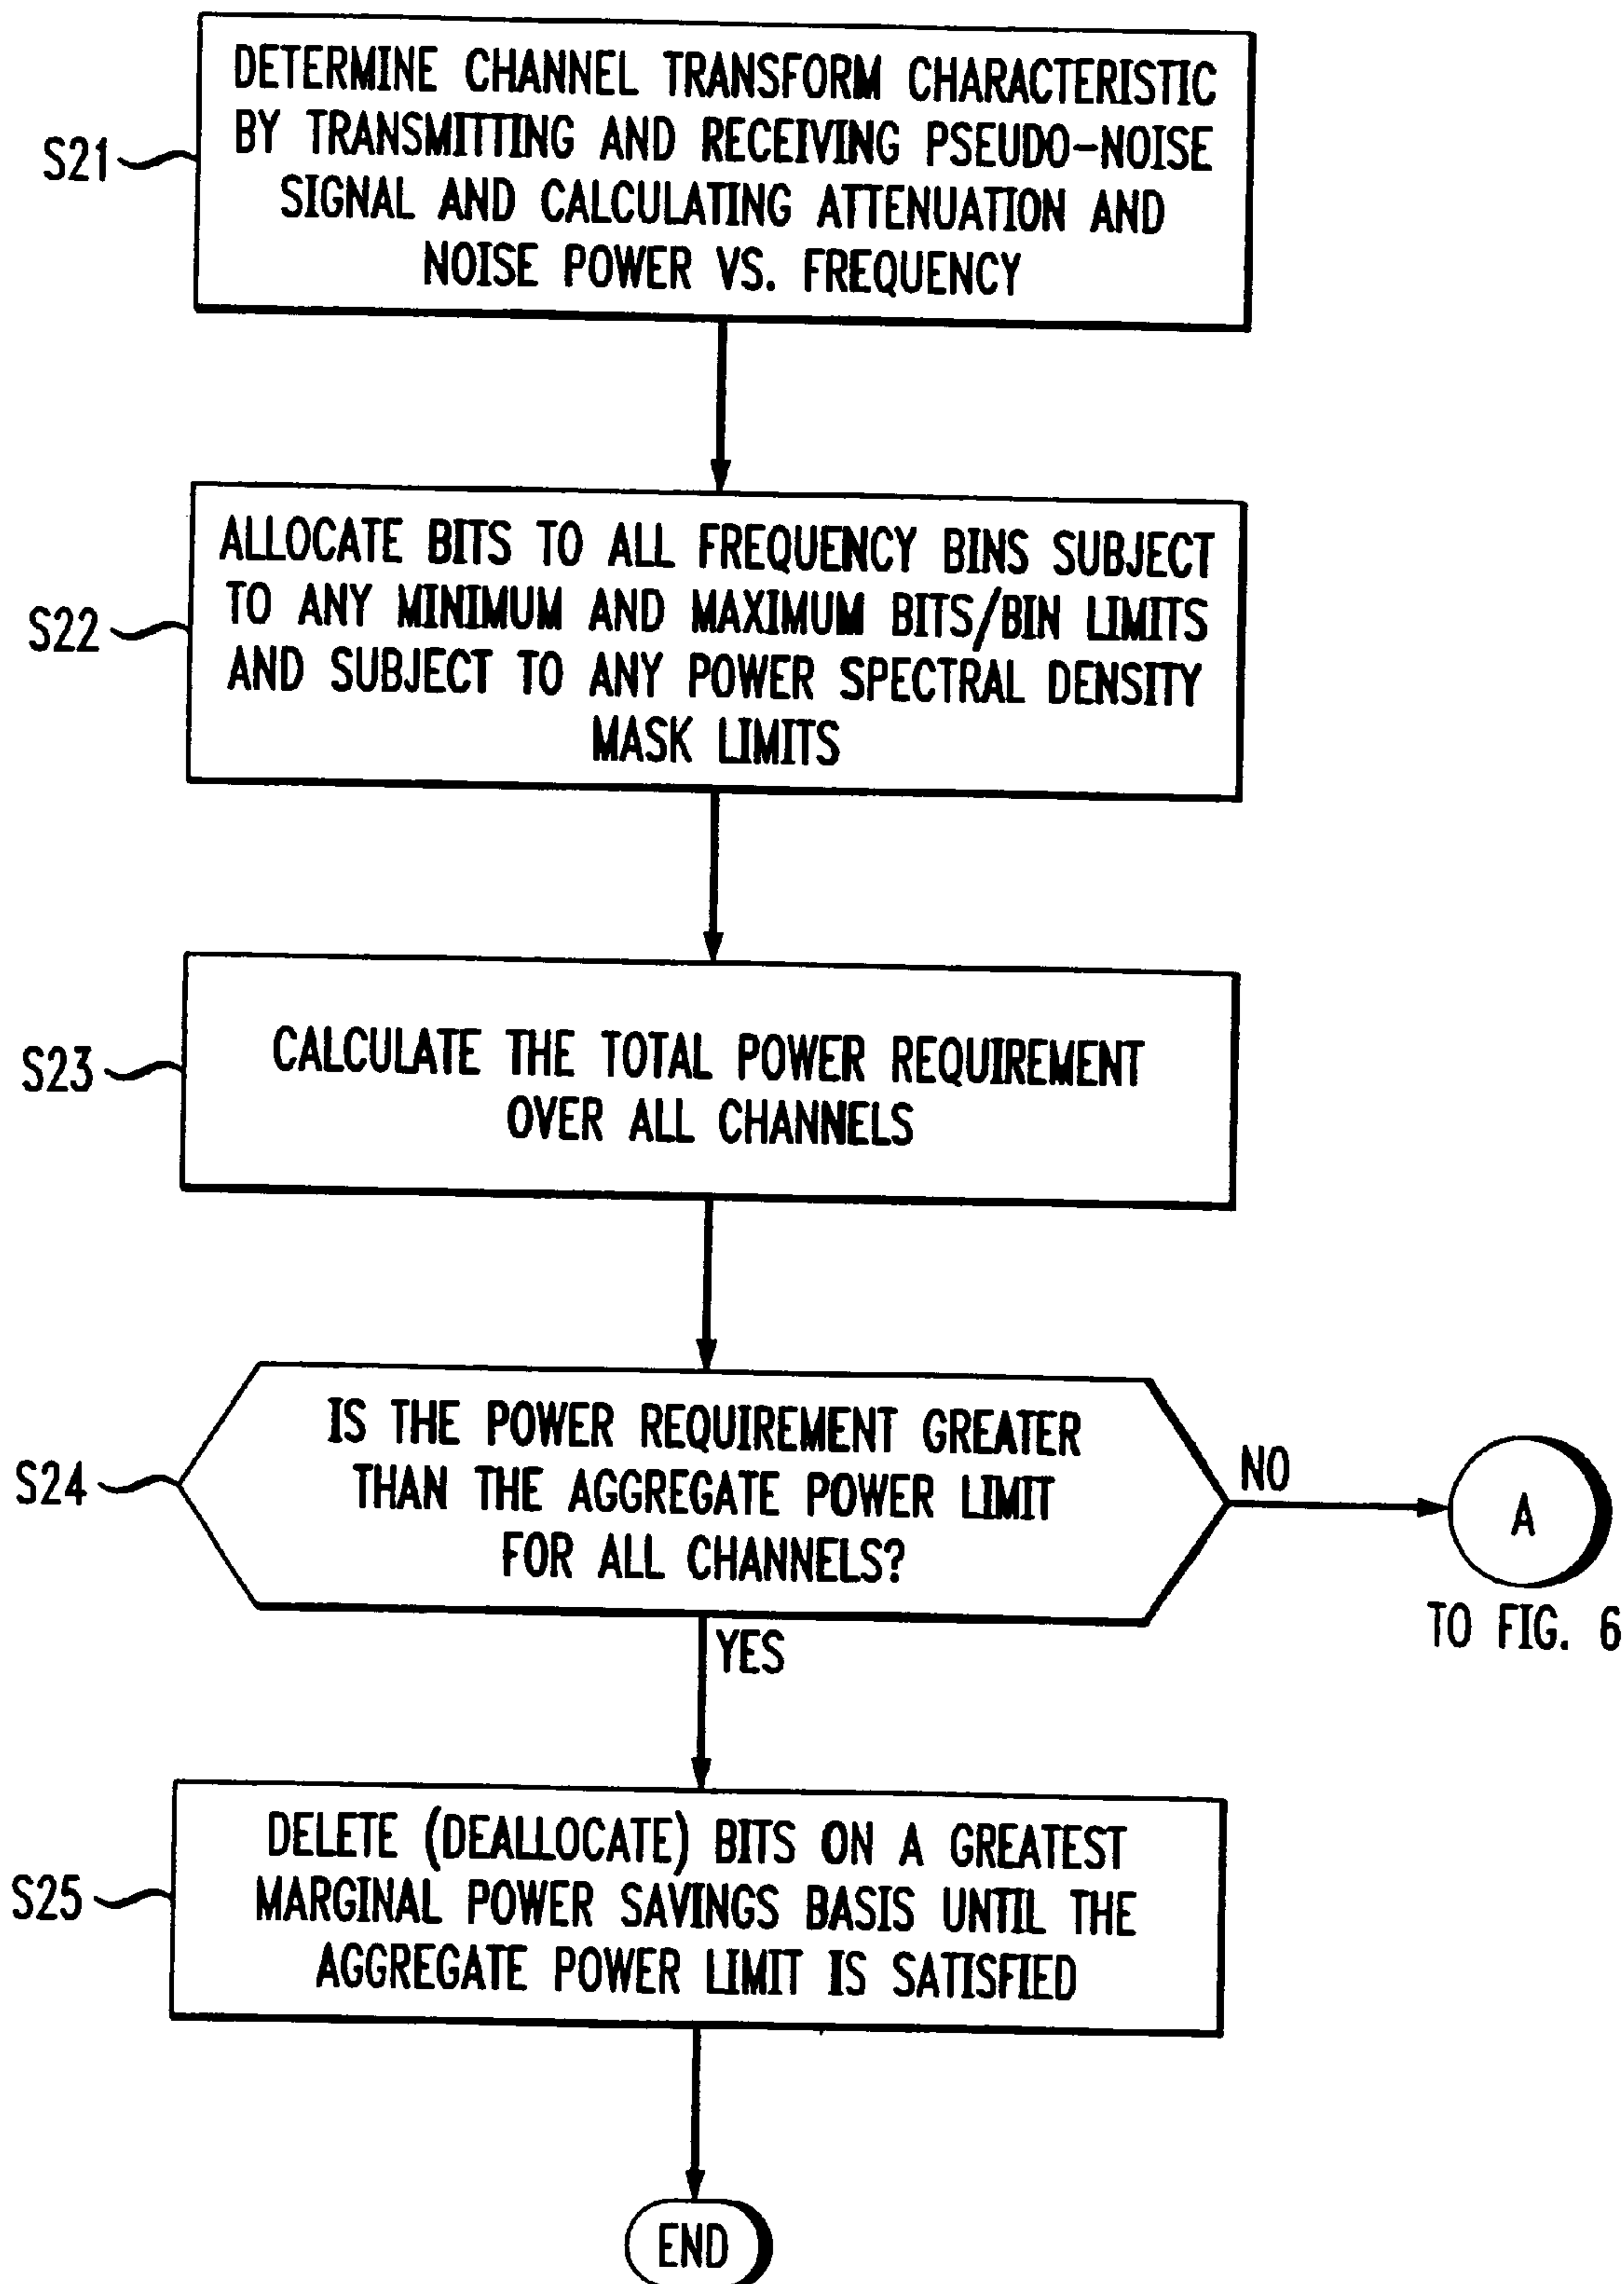 S21
DETERMINE CHANNEL TRANSFORM CHARACTERISTIC
BY TRANSMITTING AND RECEIVING PSEUDO-NOISE
SIGNAL AND CALCULATING ATTENUATION AND
NOISE POWER VS. FREQUENCY
S22
ALLOCATE BITS TO ALL FREQUENCY BINS SUBJECT
TO ANY MINIMUM AND MAXIMUM BITS/BIN LIMITS
AND SUBJECT TO ANY POWER SPECTRAL DENSITY
MASK LIMITS
S23
CALCULATE THE TOTAL POWER REQUIREMENT
OVER ALL CHANNELS
S24
IS THE POWER REQUIREMENT GREATER
THAN THE AGGREGATE POWER LIMIT
FOR ALL CHANNELS?
NO
A
TO FIG. 6
YES
S25
DELETE (DEALLOCATE) BITS ON A GREATEST
MARGINAL POWER SAVINGS BASIS UNTIL THE
AGGREGATE POWER LIMIT IS SATISFIED
END